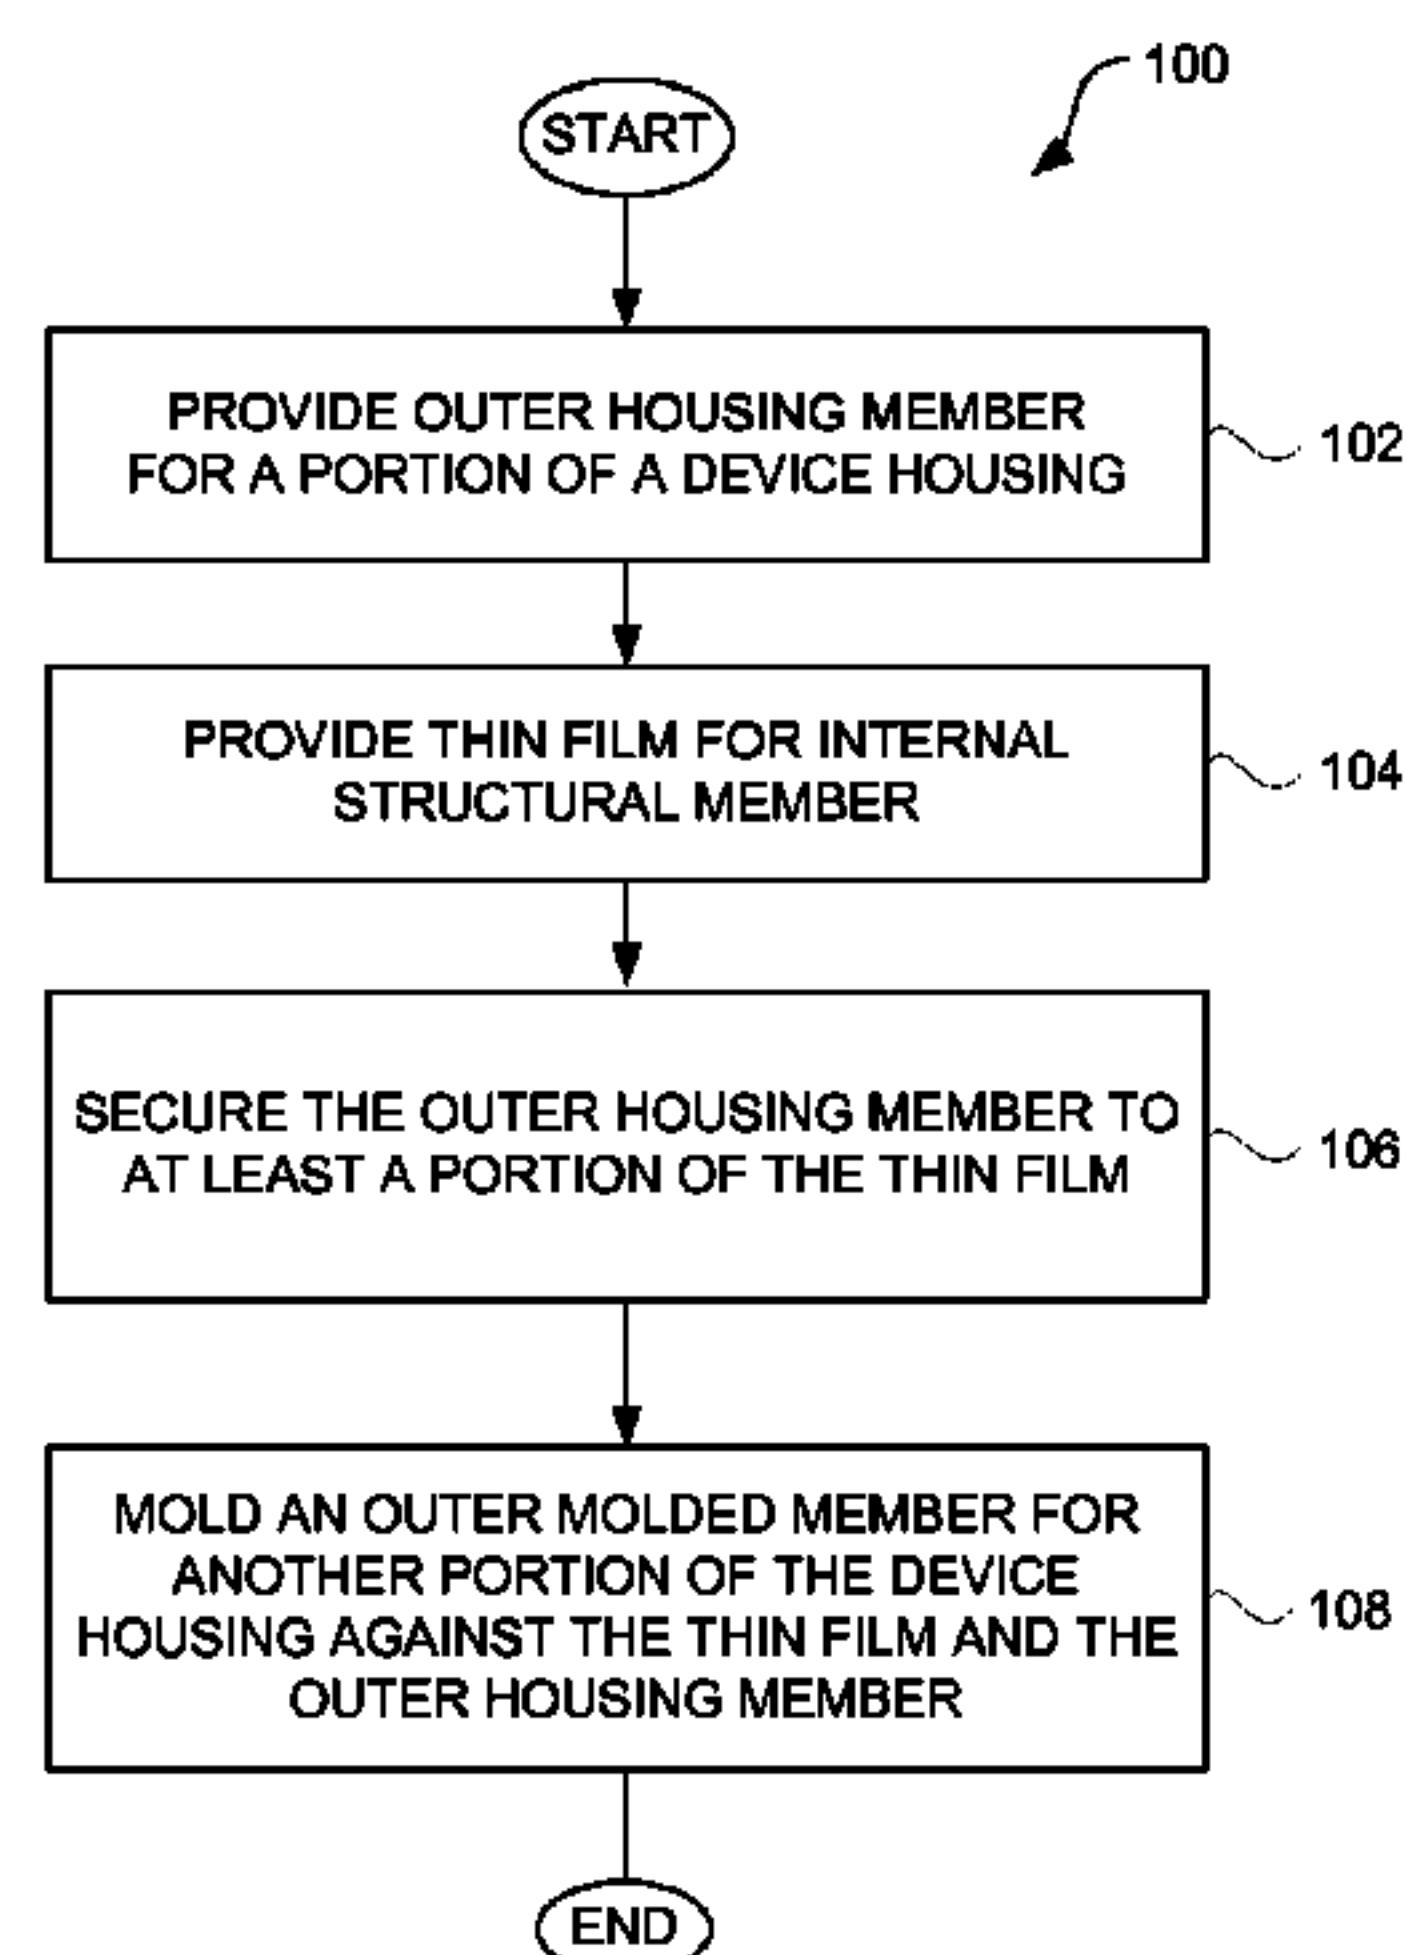 100
START
PROVIDE OUTER HOUSING MEMBER
FOR A PORTION OF A DEVICE HOUSING
102
PROVIDE THIN FILM FOR INTERNAL
STRUCTURAL MEMBER
104
SECURE THE OUTER HOUSING MEMBER TO
AT LEAST A PORTION OF THE THIN FILM
106
MOLD AN OUTER MOLDED MEMBER FOR
ANOTHER PORTION OF THE DEVICE
HOUSING AGAINST THE THIN FILM AND THE
OUTER HOUSING MEMBER
108
END